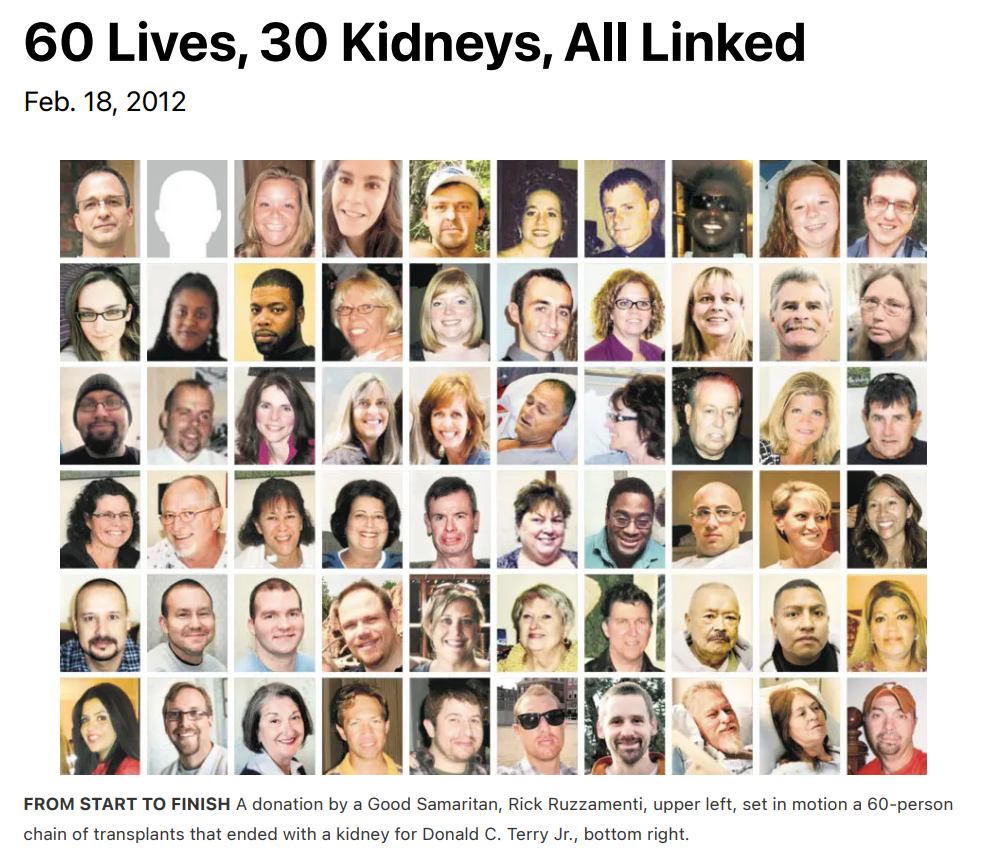 60 Lives, 30 Kidneys, All Linked
Feb. 18, 2012
FROM START TO FINISH A donation by a Good Samaritan, Rick Ruzzamenti, upper left, set in motion a 60-person
chain of transplants that ended with a kidney for Donald C. Terry Jr., bottom right.